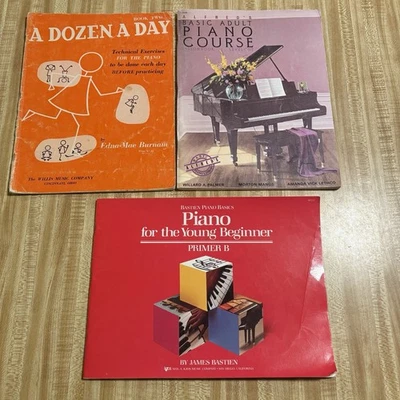 BOOK TWO
A DOZEN A DAY
Technical Exercises
FOR THE PIANO
to be done each day
BEFORE practicing
by
Edna-Mae Burnam
The WILLIS MUSIC COMPANY
CINCINNATI, OHIO
ALFRED'S
BASIC ADULT
PIANO
COURSE
WILLARD A. PALMER
MORTON MANUS
AMANDA VICK LETHCO
BASTIEN PIANO BASICS
Piano
for the Young Beginner
PRIMER B
BY JAMES BASTIEN